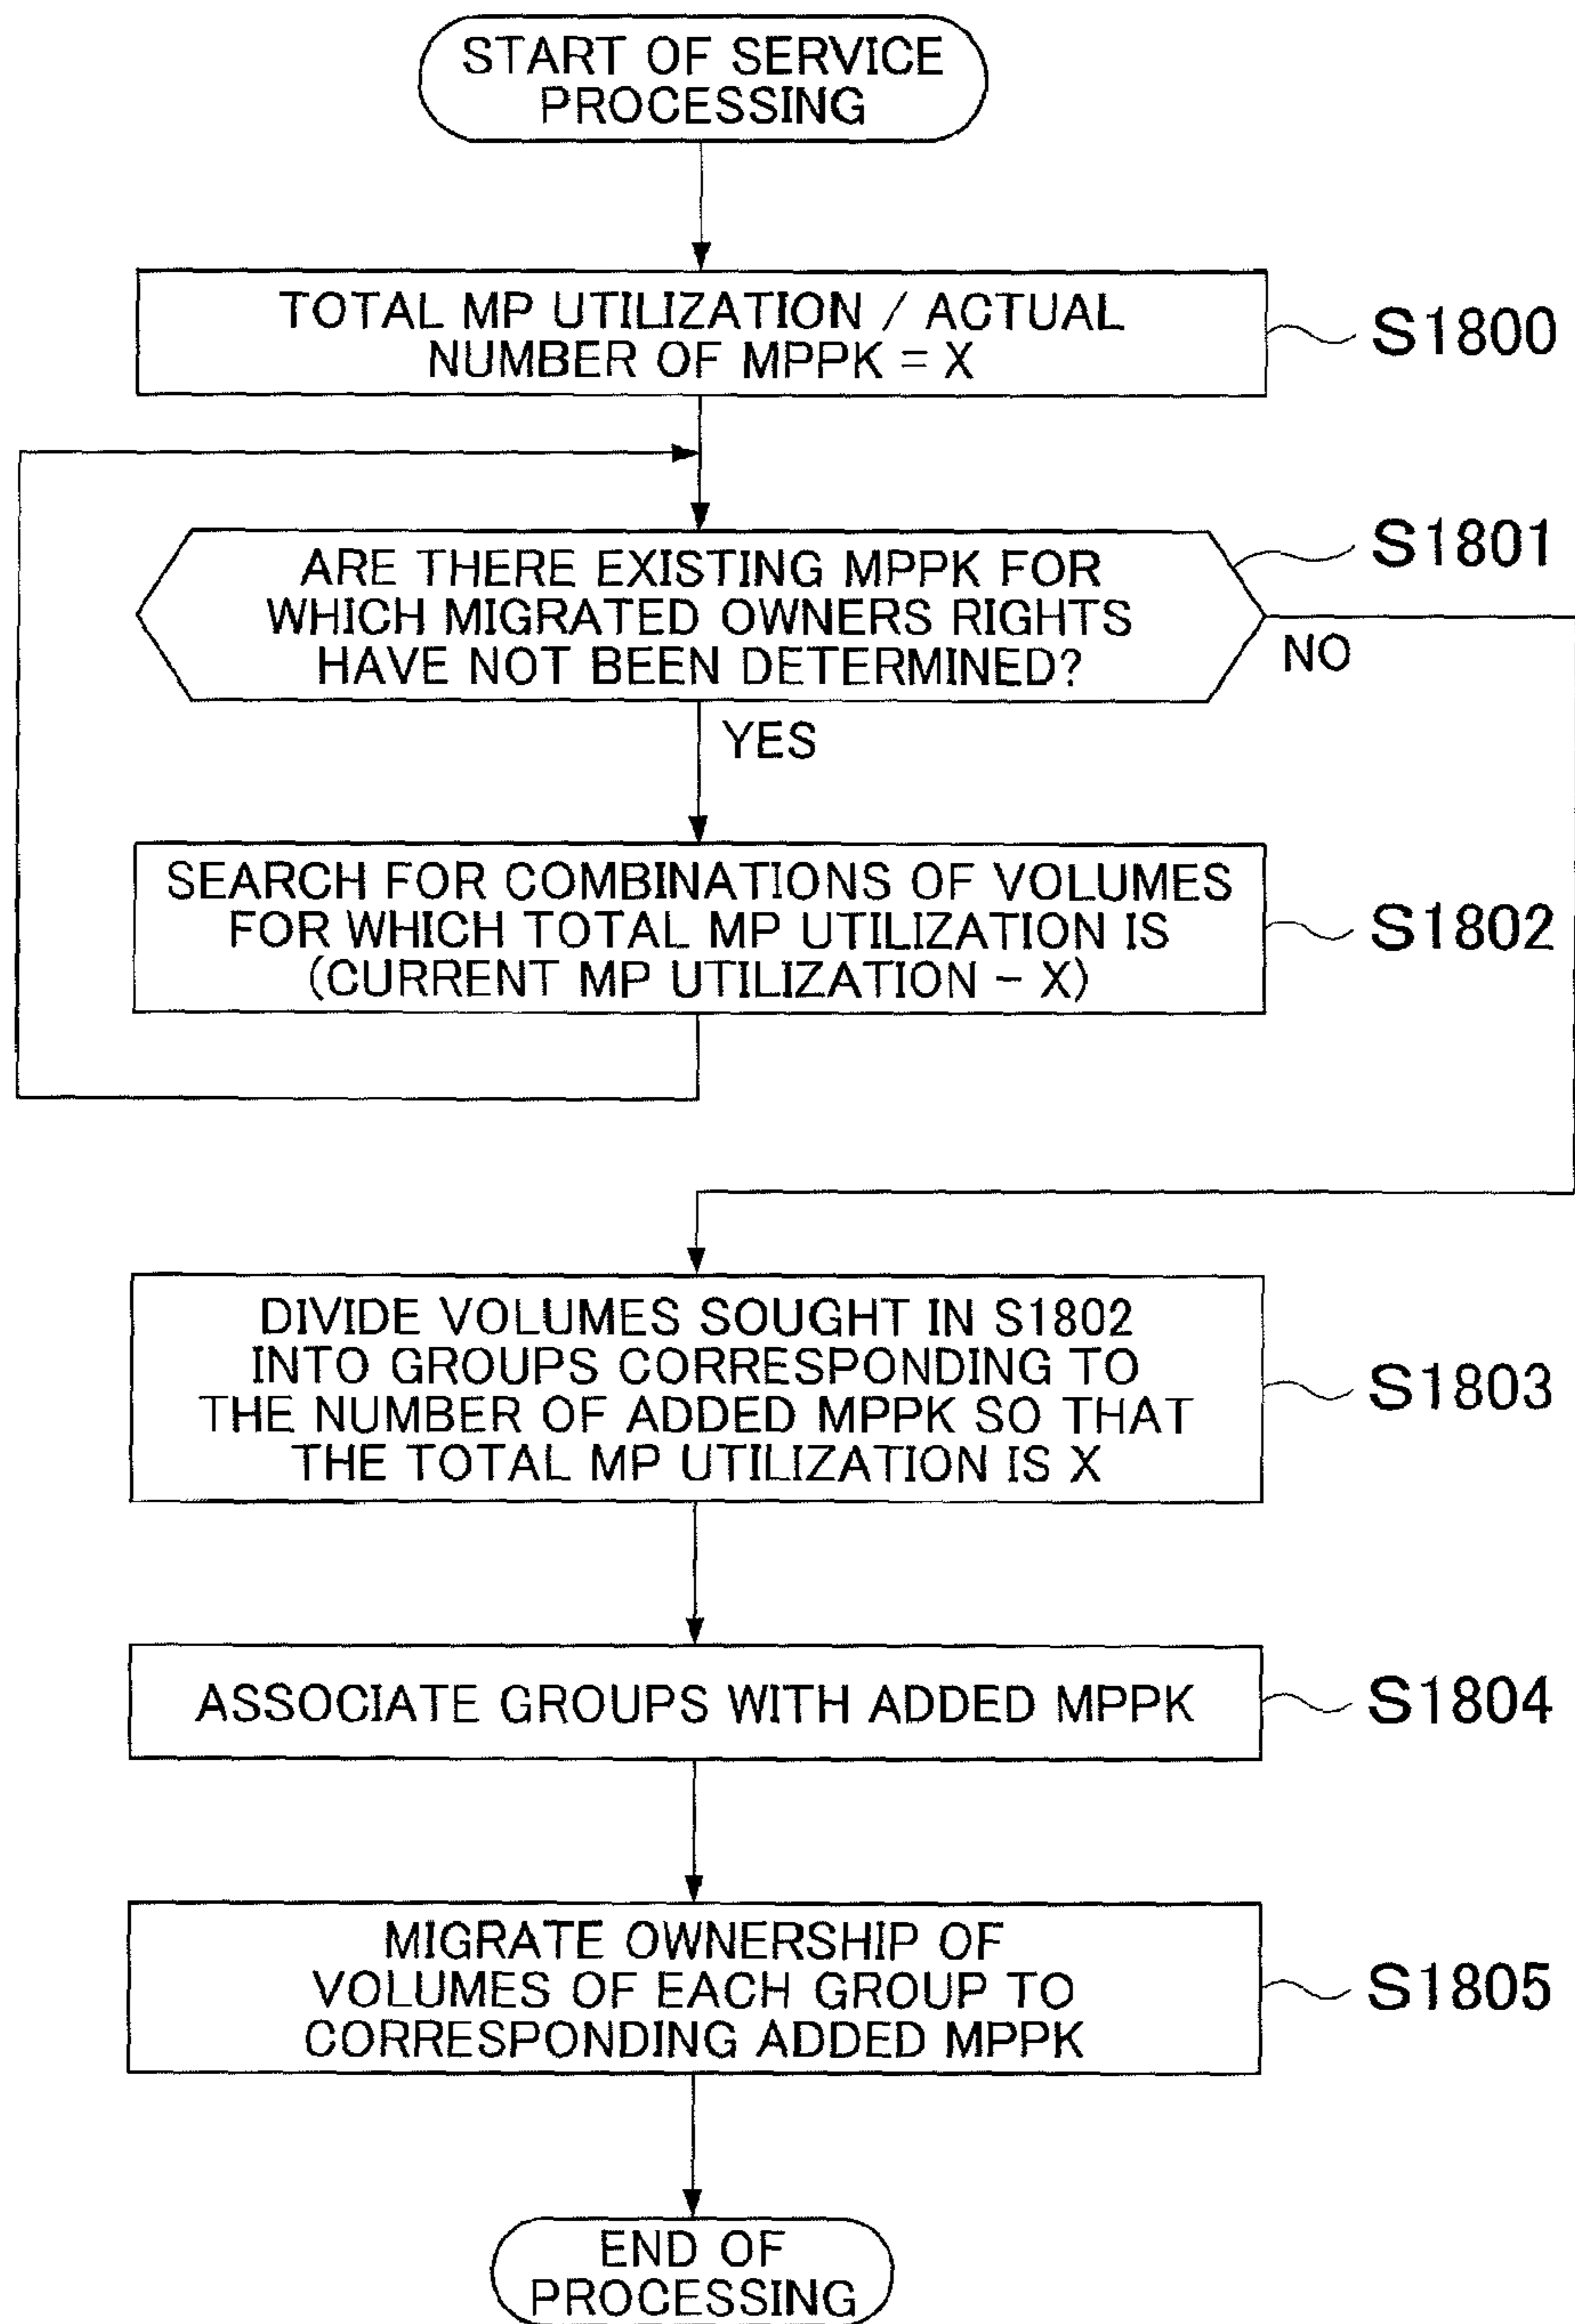 START OF SERVICE
PROCESSING
TOTAL MP UTILIZATION / ACTUAL
NUMBER OF MPPK = X
S1800
ARE THERE EXISTING MPPK FOR
WHICH MIGRATED OWNERS RIGHTS
HAVE NOT BEEN DETERMINED?
S1801
NO
YES
SEARCH FOR COMBINATIONS OF VOLUMES
FOR WHICH TOTAL MP UTILIZATION IS
(CURRENT MP UTILIZATION - X)
S1802
DIVIDE VOLUMES SOUGHT IN S1802
INTO GROUPS CORRESPONDING TO
THE NUMBER OF ADDED MPPK SO THAT
THE TOTAL MP UTILIZATION IS X
S1803
ASSOCIATE GROUPS WITH ADDED MPPK
S1804
MIGRATE OWNERSHIP OF
VOLUMES OF EACH GROUP TO
CORRESPONDING ADDED MPPK
S1805
END OF
PROCESSING